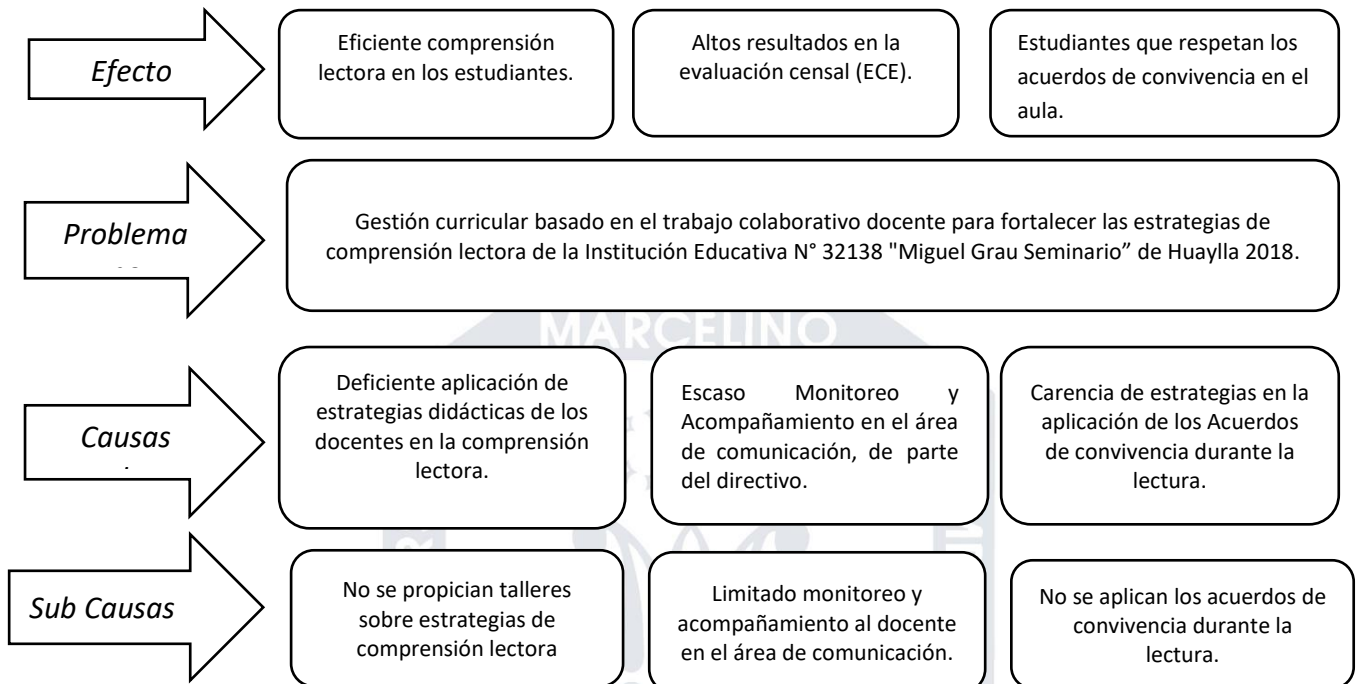 Efecto
Eficiente comprensión
lectora en los estudiantes.
Altos resultados en la
evaluación censal (ECE).
Estudiantes que respetan los
acuerdos de convivencia en el
aula.
Problema
Gestión curricular basado en el trabajo colaborativo docente para fortalecer las estrategias de
comprensión lectora de la Institución Educativa N° 32138 "Miguel Grau Seminario” de Huaylla 2018.
MARCELINO
Causas
Deficiente aplicación de
estrategias didácticas de los
docentes en la comprensión
lectora.
Escaso Monitoreo y
Acompañamiento en el área
de comunicación, de parte
del directivo.
Carencia de estrategias en la
aplicación de los Acuerdos
de convivencia durante la
lectura.
Sub Causas
No se propician talleres
sobre estrategias de
comprensión lectora
Limitado monitoreo y
acompañamiento al docente
en el área de comunicación.
No se aplican los acuerdos de
convivencia durante la
lectura.